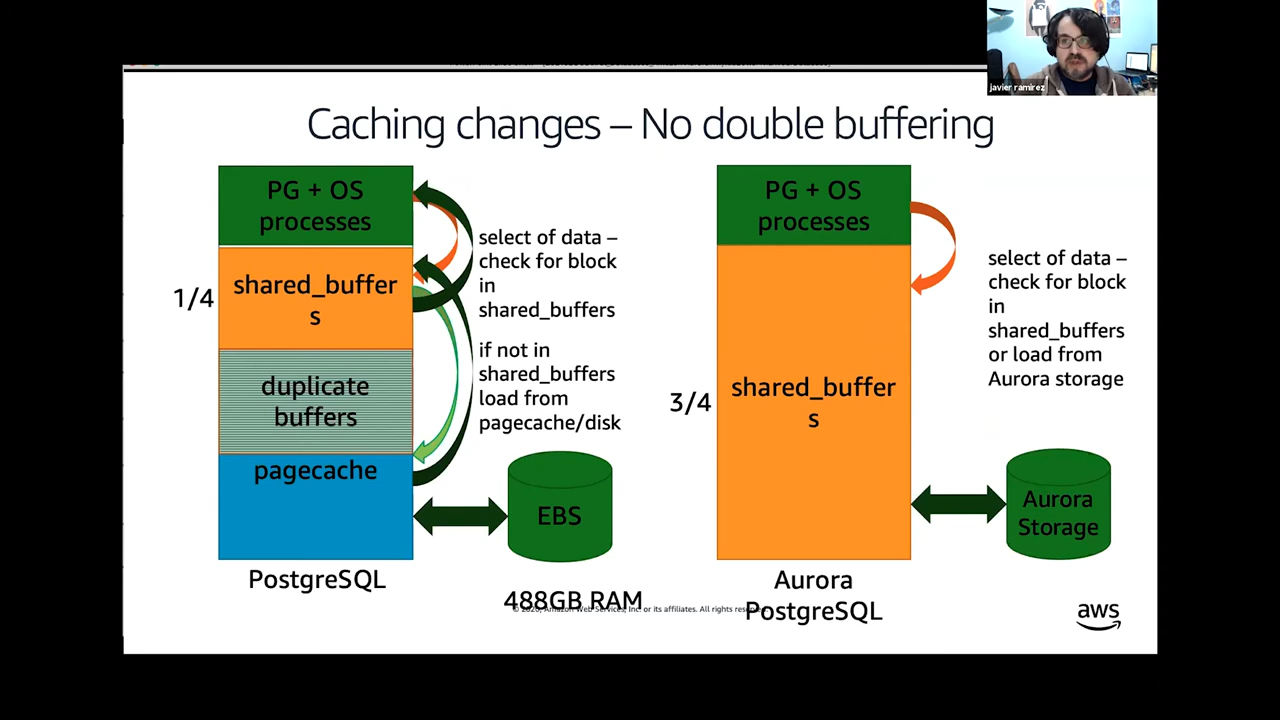 javier ramirez
Caching changes – No double buffering
PG + OS
processes
1/4
shared_buffer
s
duplicate
buffers
pagecache
select of data –
check for block
in
shared_buffers
if not in
shared_buffers
load from
pagecache/disk
EBS
PostgreSQL
488GB RAM
PG + OS
processes
3/4
shared_buffer
s
select of data –
check for block
in
shared_buffers
or load from
Aurora storage
Aurora
Storage
Aurora
PostgreSQL
© 2020, Amazon Web Services, Inc. or its affiliates. All rights reserved.
aws